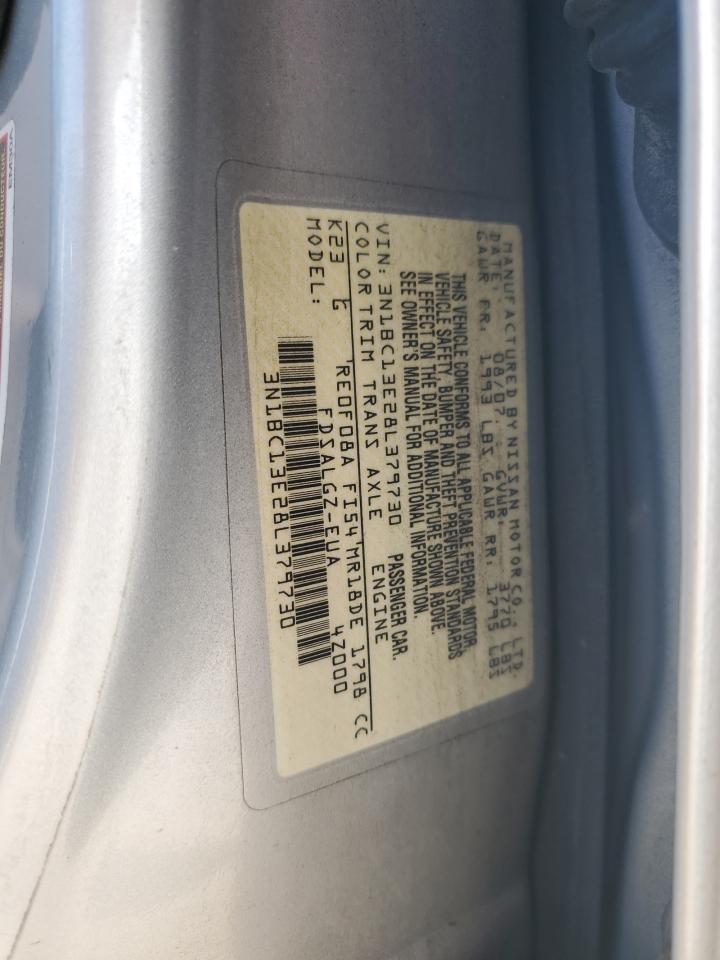 MANUFACTURED BY NISSAN MOTOR CO., LTD.
DATE: 08/07 GVWR: 3770 LBS
GAWR FR: 1993 LBS GAWR RR: 1795 LBS
THIS VEHICLE CONFORMS TO ALL APPLICABLE FEDERAL MOTOR
VEHICLE SAFETY, BUMPER AND THEFT PREVENTION STANDARDS
IN EFFECT ON THE DATE OF MANUFACTURE SHOWN ABOVE.
SEE OWNER'S MANUAL FOR ADDITIONAL INFORMATION.
VIN: 3N1BC13E28L379730 PASSENGER CAR.
COLOR TRIM TRANS AXLE ENGINE
K23 G RE0F08A FI54 MR18DE 1798 CC
MODEL: FDSALGZ-EUA 4Z000
3N1BC13E28L379730